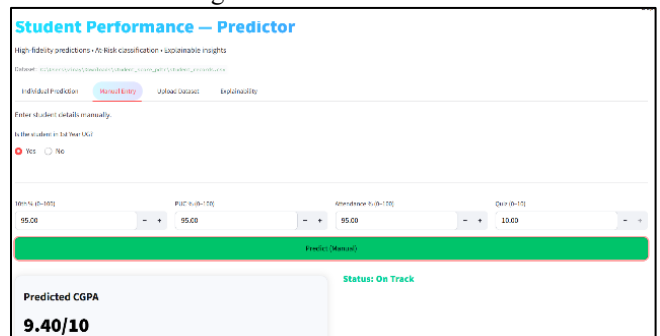 Student Performance — Predictor
High-fidelity predictions • At-Risk classification • Explainable insights
Dataset:
Individual Prediction Manual Entry Upload Dataset Explainability
Enter student details manually.
Is the student in 1st Year UG?
Yes No
10th % (0-100) PUC % (0-100) Attendance % (0-100) Quiz (0-10)
95.00 - + 95.00 - + 95.00 - + 10.00 - +
Predict (Manual)
Status: On Track
Predicted CGPA
9.40/10